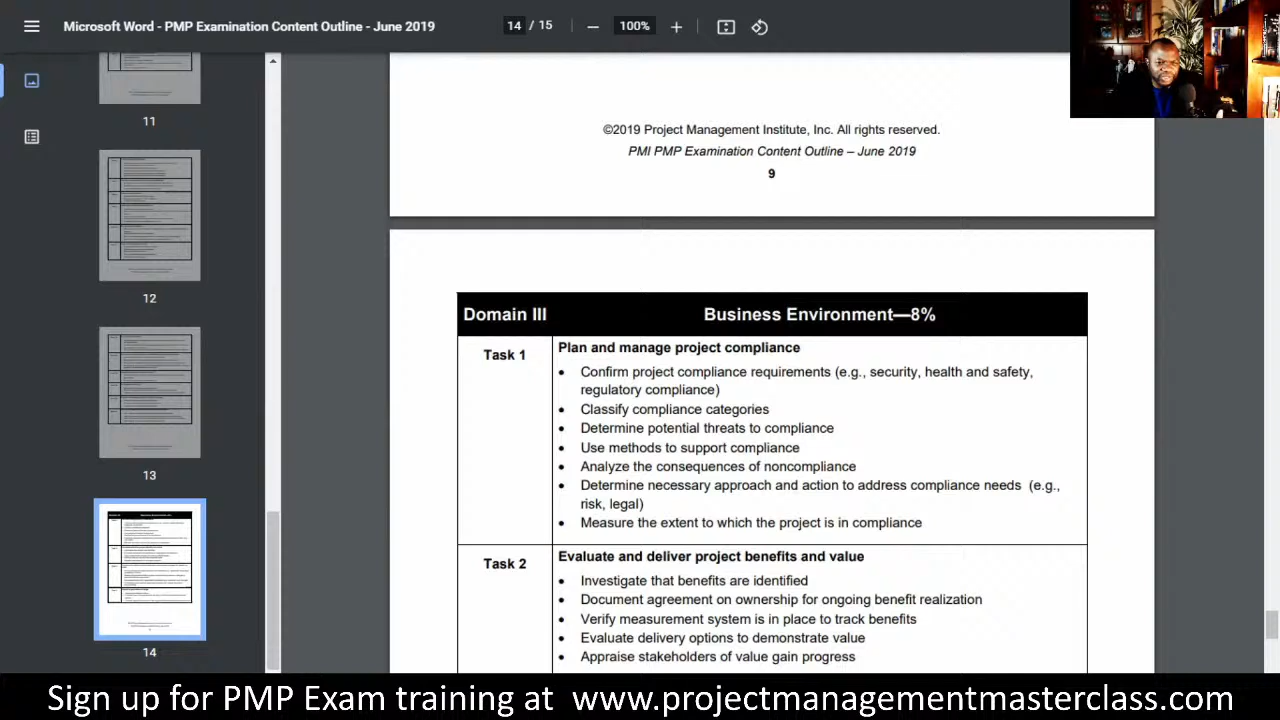 Microsoft Word - PMP Examination Content Outline - June 2019
14 / 15
100%
11
12
13
14
©2019 Project Management Institute, Inc. All rights reserved.
PMI PMP Examination Content Outline – June 2019
9
Domain III Business Environment—8%
Task 1 Plan and manage project compliance
• Confirm project compliance requirements (e.g., security, health and safety,
regulatory compliance)
• Classify compliance categories
• Determine potential threats to compliance
• Use methods to support compliance
• Analyze the consequences of noncompliance
• Determine necessary approach and action to address compliance needs (e.g.,
risk, legal)
• Measure the extent to which the project is in compliance
Task 2 Evaluate and deliver project benefits and value
• Investigate that benefits are identified
• Document agreement on ownership for ongoing benefit realization
• Verify measurement system is in place to track benefits
• Evaluate delivery options to demonstrate value
• Appraise stakeholders of value gain progress
Sign up for PMP Exam training at www.projectmanagementmasterclass.com